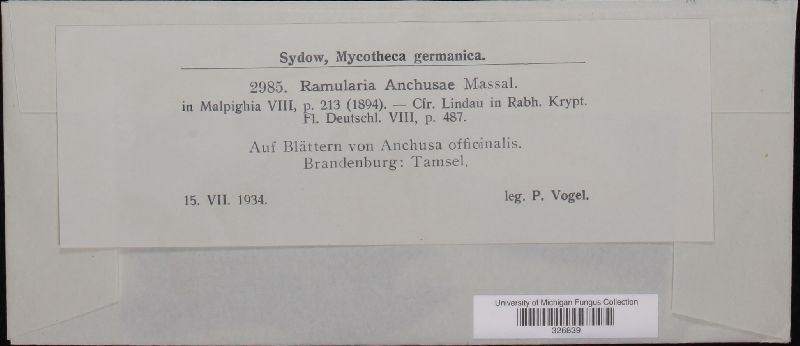 Sydow, Mycotheca germanica.
2985. Ramularia Anchusae Massal.
in Malpighia VIII, p. 213 (1894). — Cfr. Lindau in Rabh. Krypt.
Fl. Deutschl. VIII, p. 487.
Auf Blättern von Anchusa officinalis.
Brandenburg: Tamsel.
15. VII. 1934.
leg. P. Vogel.
University of Michigan Fungus Collection
326839